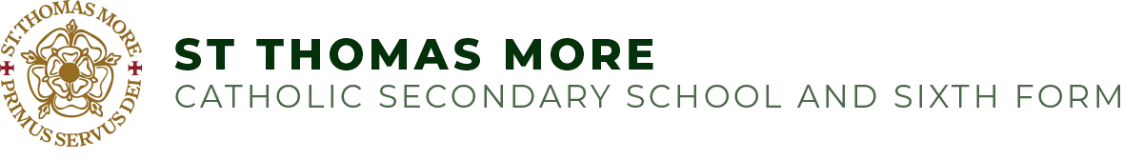 ST. THOMAS MORE
PRIMUS SERVUS DEI
ST THOMAS MORE
CATHOLIC SECONDARY SCHOOL AND SIXTH FORM